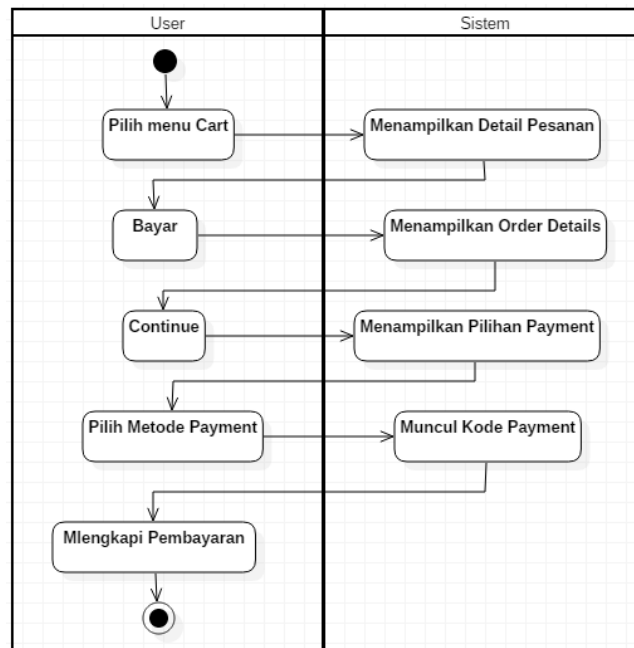 User
Sistem
Pilih menu Cart
Menampilkan Detail Pesanan
Bayar
Menampilkan Order Details
Continue
Menampilkan Pilihan Payment
Pilih Metode Payment
Muncul Kode Payment
Mlengkapi Pembayaran